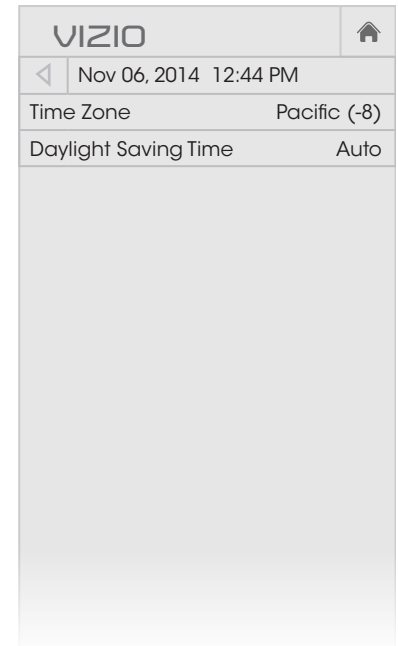 VIZIO
Nov 06, 2014 12:44 PM
Time Zone Pacific (-8)
Daylight Saving Time Auto